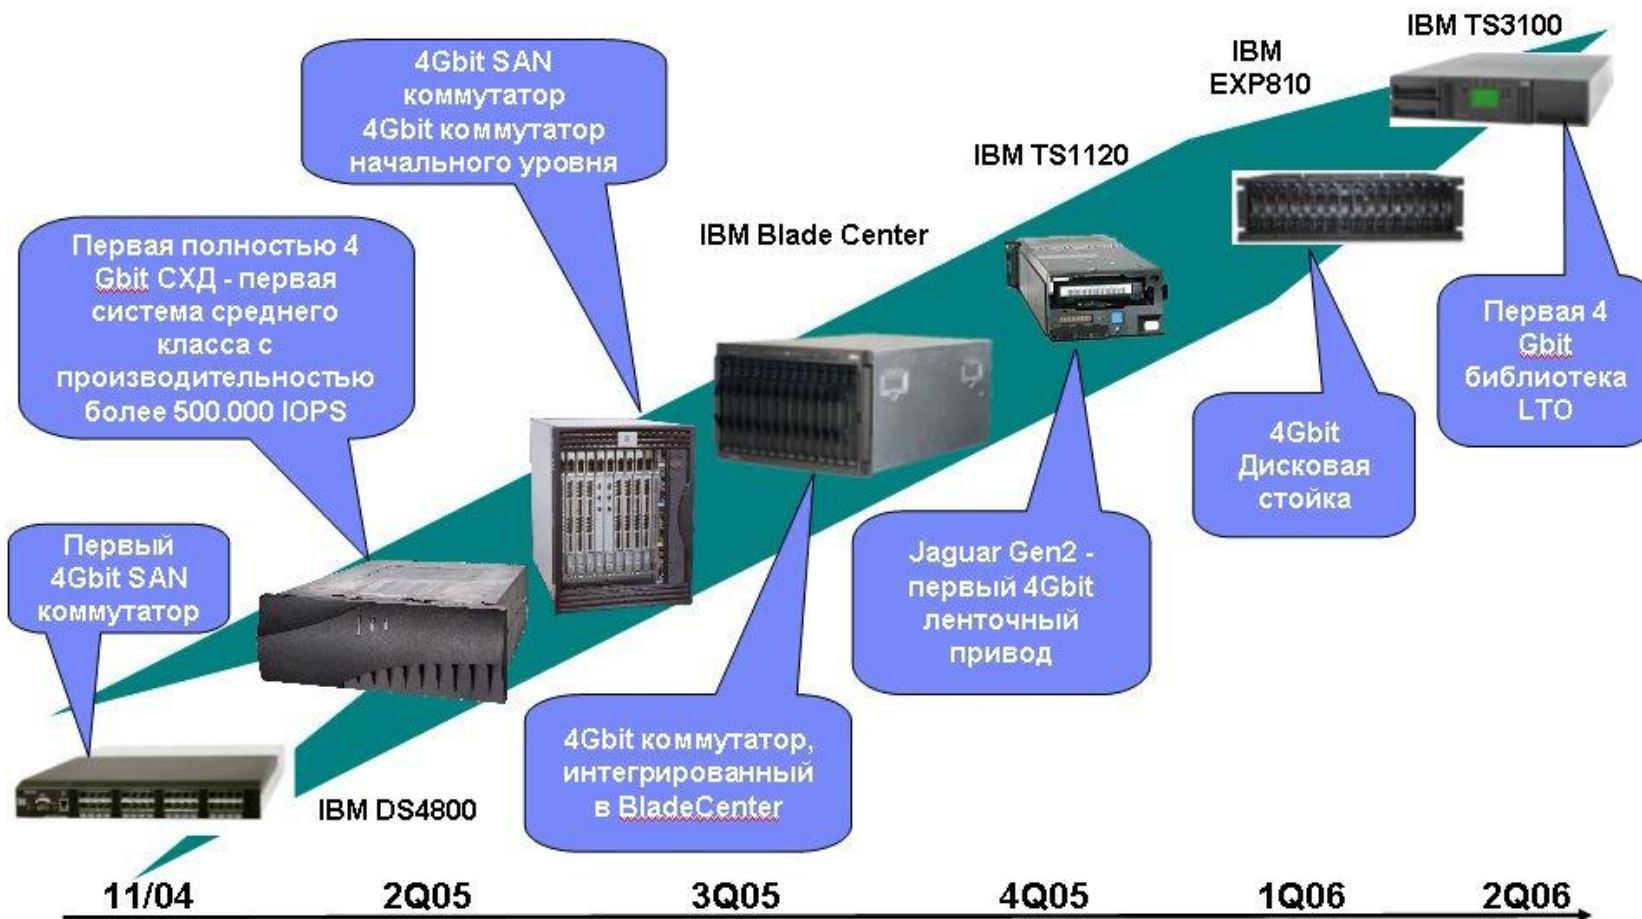 IBM TS3100
IBM
EXP810
4Gbit SAN
коммутатор
4Gbit коммутатор
начального уровня
IBM TS1120
IBM Blade Center
Первая полностью 4
Gbit СХД - первая
система среднего
класса с
производительностью
более 500.000 IOPS
Первая 4
Gbit
библиотека
LTO
4Gbit
Дисковая
стойка
Первый
4Gbit SAN
коммутатор
Jaguar Gen2 -
первый 4Gbit
ленточный
привод
4Gbit коммутатор,
интегрированный
в BladeCenter
IBM DS4800
11/04
2Q05
3Q05
4Q05
1Q06
2Q06